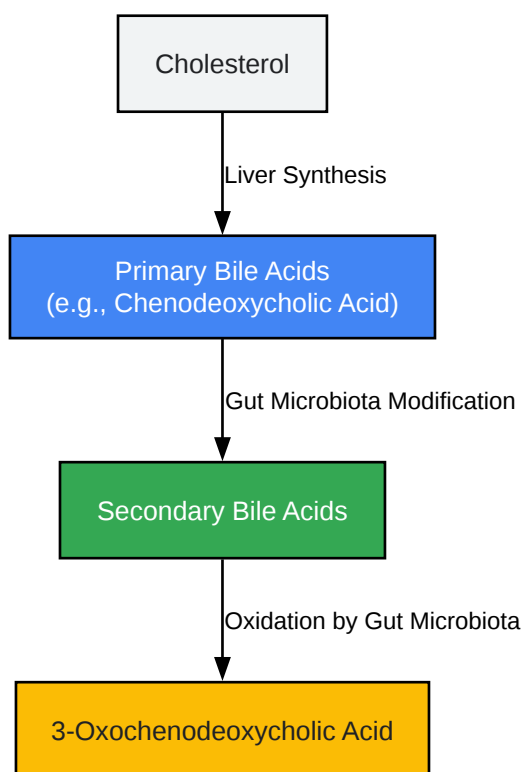 Cholesterol
Liver Synthesis
Primary Bile Acids
(e.g., Chenodeoxycholic Acid)
Gut Microbiota Modification
Secondary Bile Acids
Oxidation by Gut Microbiota
3-Oxochenodeoxycholic Acid